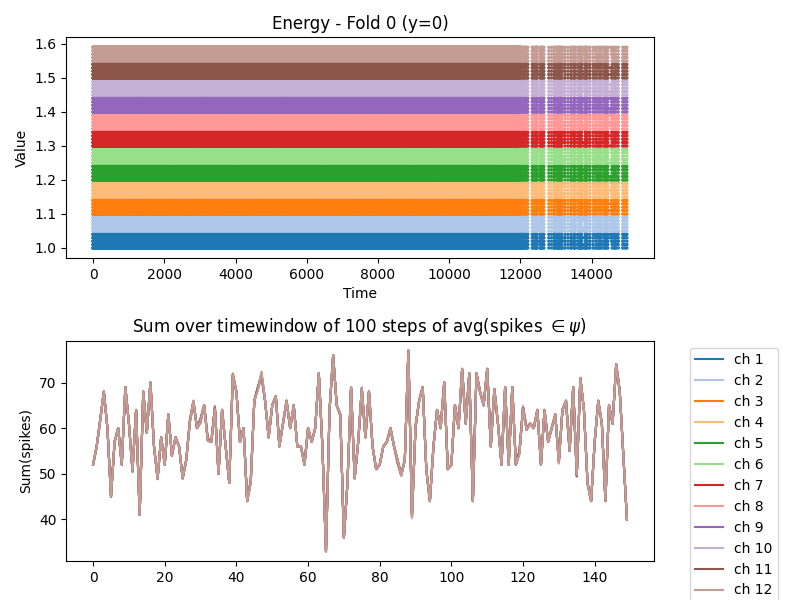 Energy - Fold 0 (y=0)
1.6
1.5
1.4
1.3
1.2
1.1
1.0
Value
0 2000 4000 6000 8000 10000 12000 14000
Time
Sum over timewindow of 100 steps of avg(spikes ∈ ψ)
70
60
50
40
Sum(spikes)
0 20 40 60 80 100 120 140
ch 1
ch 2
ch 3
ch 4
ch 5
ch 6
ch 7
ch 8
ch 9
ch 10
ch 11
ch 12